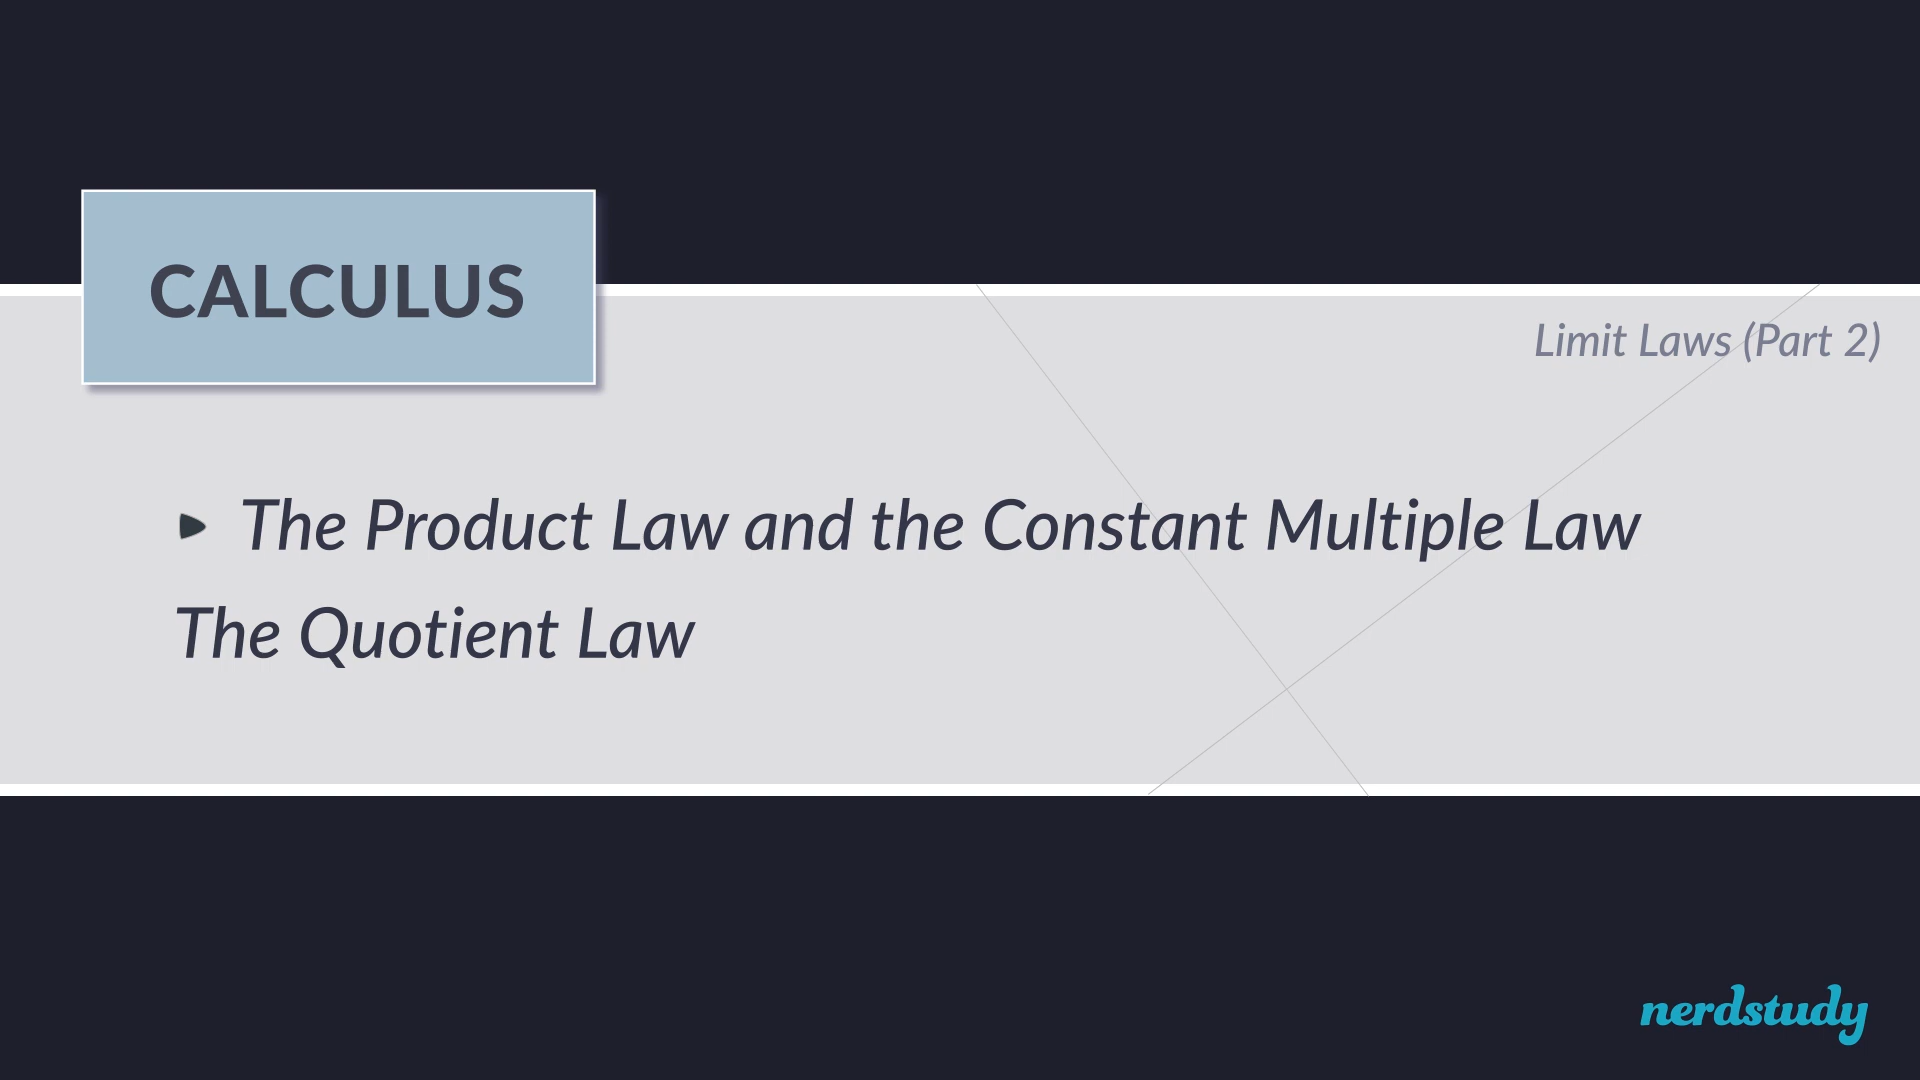 CALCULUS
Limit Laws (Part 2)
The Product Law and the Constant Multiple Law
The Quotient Law
nerdstudy